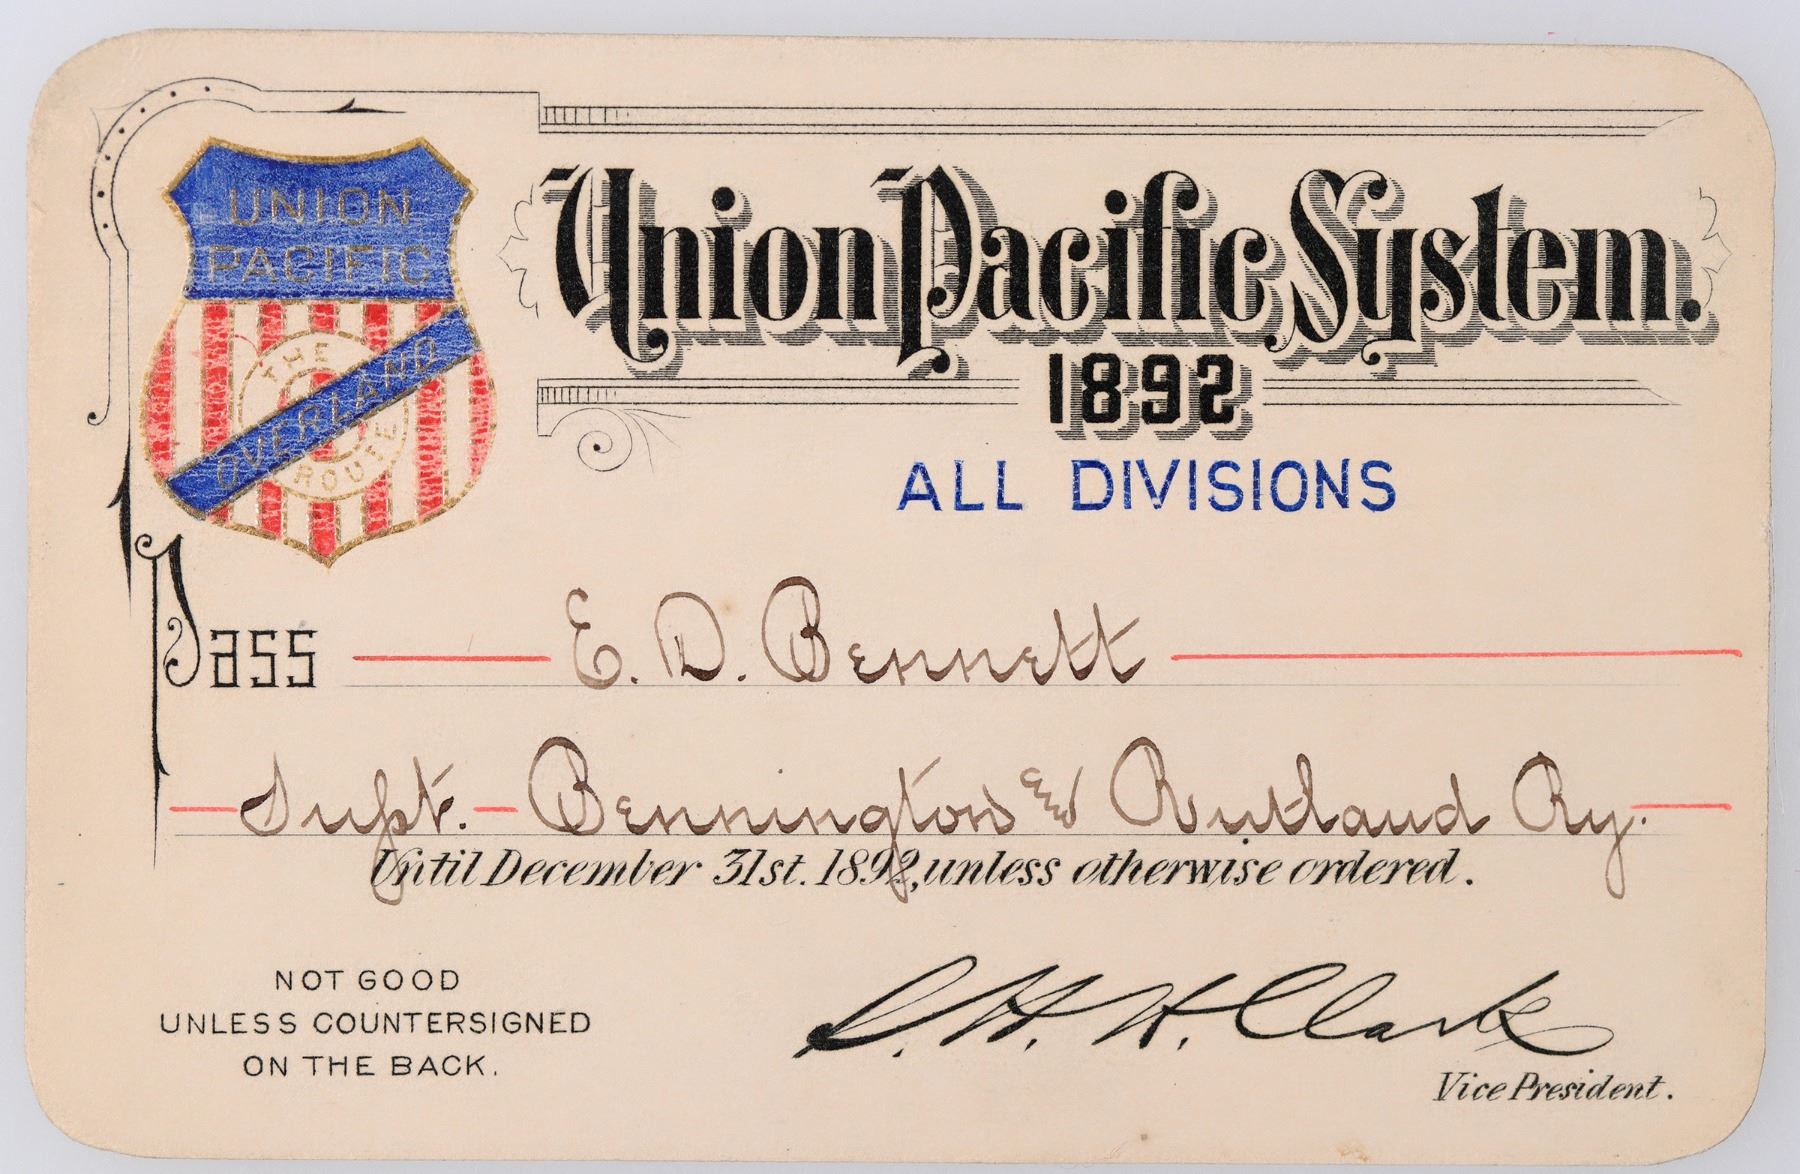 UNION
PACIFIC
THE
OVERLAND
ROUTE
Union Pacific System.
1892
ALL DIVISIONS
Pass E. D. Bennett
Supt. Bennington and Rutland Ry.
Until December 31st. 1892, unless otherwise ordered.
NOT GOOD
UNLESS COUNTERSIGNED
ON THE BACK.
S. H. H. Clark
Vice President.